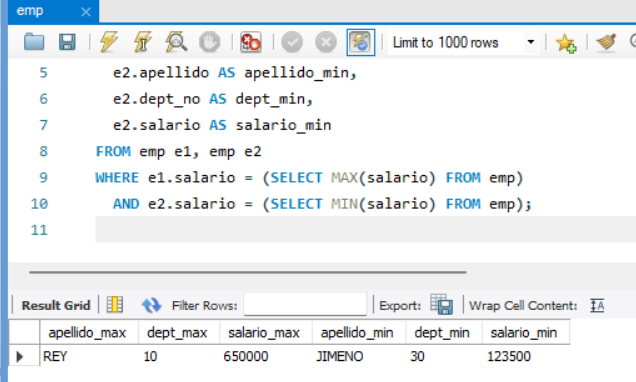 emp ×
Limit to 1000 rows
5 e2.apellido AS apellido_min,
6 e2.dept_no AS dept_min,
7 e2.salario AS salario_min
8 FROM emp e1, emp e2
9 WHERE e1.salario = (SELECT MAX(salario) FROM emp)
10 AND e2.salario = (SELECT MIN(salario) FROM emp);
11
Result Grid Filter Rows: Export: Wrap Cell Content: IA
apellido_max dept_max salario_max apellido_min dept_min salario_min
REY 10 650000 JIMENO 30 123500